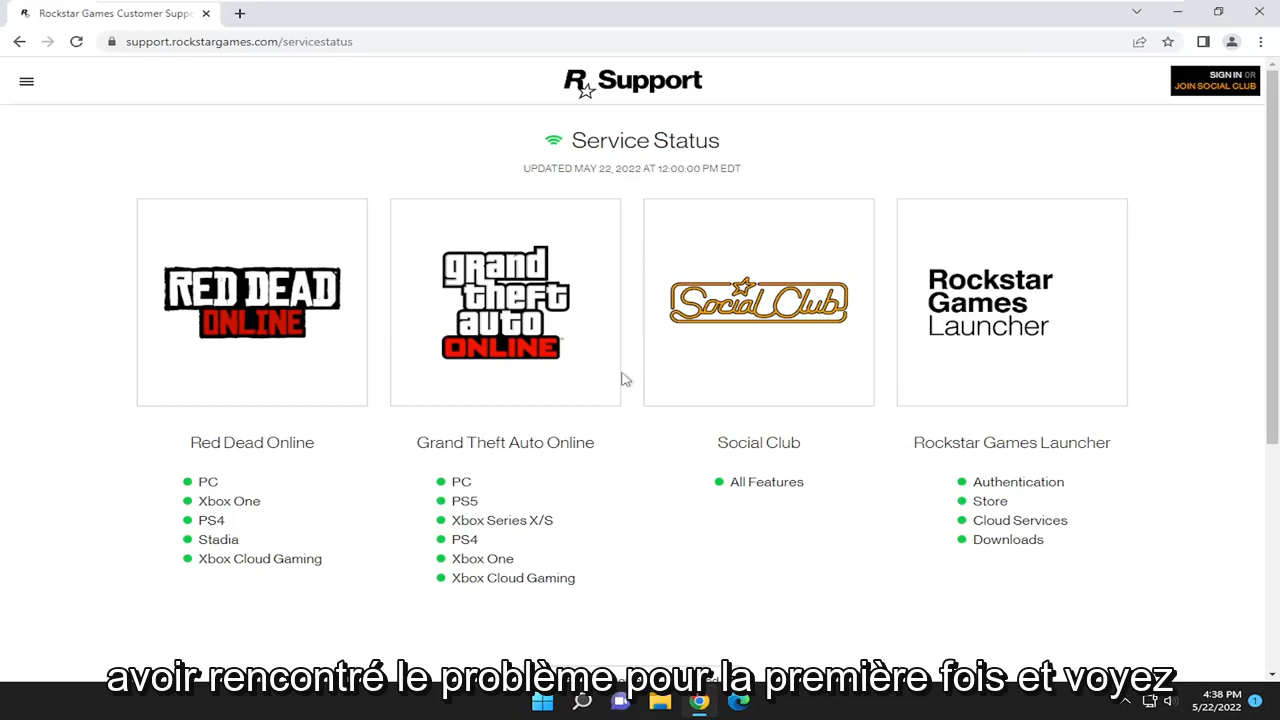 Rockstar Games Customer Suppo
support.rockstargames.com/servicestatus
R Support
SIGN IN OR
JOIN SOCIAL CLUB
Service Status
UPDATED MAY 22, 2022 AT 12:00:00 PM EDT
RED DEAD
ONLINE
grand
theft
auto
ONLINE
Social Club
Rockstar
Games
Launcher
Red Dead Online
PC
Xbox One
PS4
Stadia
Xbox Cloud Gaming
Grand Theft Auto Online
PC
PS5
Xbox Series X/S
PS4
Xbox One
Xbox Cloud Gaming
Social Club
All Features
Rockstar Games Launcher
Authentication
Store
Cloud Services
Downloads
avoir rencontré le problème pour la première fois et voyez
4:38 PM
5/22/2022
1